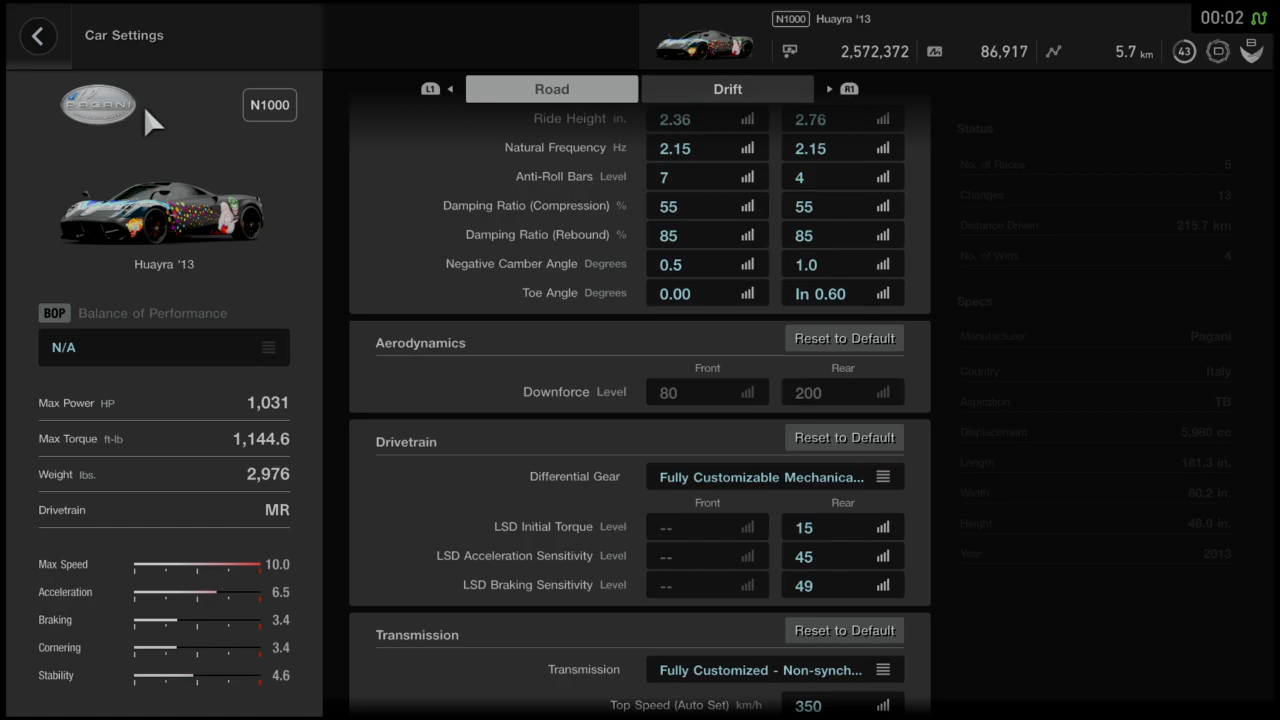 00:02
Car Settings
N1000 Huayra '13
2,572,372 86,917 5.7 km 43 B
PAGANI N1000
L1 Road Drift R1
Ride Height in. 2.36 2.76
Natural Frequency Hz 2.15 2.15
Anti-Roll Bars Level 7 4
Damping Ratio (Compression) % 55 55
Damping Ratio (Rebound) % 85 85
Negative Camber Angle Degrees 0.5 1.0
Toe Angle Degrees 0.00 In 0.60
Huayra '13
BOP Balance of Performance
N/A
Max Power HP 1,031
Max Torque ft-lb 1,144.6
Weight lbs. 2,976
Drivetrain MR
Max Speed 10.0
Acceleration 6.5
Braking 3.4
Cornering 3.4
Stability 4.6
Aerodynamics Reset to Default
Front Rear
Downforce Level 80 200
Drivetrain Reset to Default
Differential Gear Fully Customizable Mechanica...
Front Rear
LSD Initial Torque Level -- 15
LSD Acceleration Sensitivity Level -- 45
LSD Braking Sensitivity Level -- 49
Transmission Reset to Default
Transmission Fully Customized - Non-synch...
Top Speed (Auto Set) km/h 350
Status
No. of Races 5
Changes 13
Distance Driven 215.7 km
No. of Wins 4
Specs
Manufacturer Pagani
Country Italy
Aspiration TB
Displacement 5,980 cc
Length 181.3 in.
Width 80.2 in.
Height 46.0 in.
Year 2013